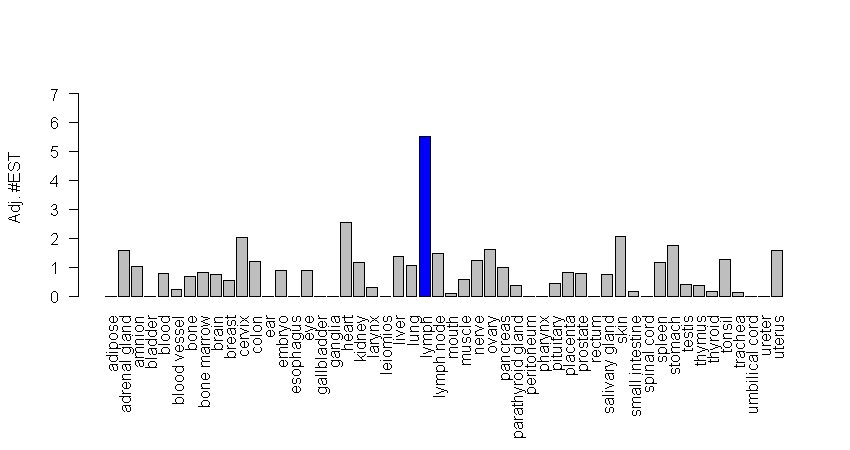 7
6
5
4
3
2
1
0
Adj. #EST
adipose
adrenal gland
amnion
bladder
blood
blood vessel
bone
bone marrow
brain
breast
cervix
colon
ear
embryo
esophagus
eye
gallbladder
ganglia
heart
kidney
larynx
leiomios
liver
lung
lymph
lymph node
mouth
muscle
nerve
ovary
pancreas
parathyroid gland
peritoneum
pharynx
pituitary
placenta
prostate
rectum
salivary gland
skin
small intestine
spinal cord
spleen
stomach
testis
thymus
thyroid
tonsil
trachea
umbilical cord
ureter
uterus